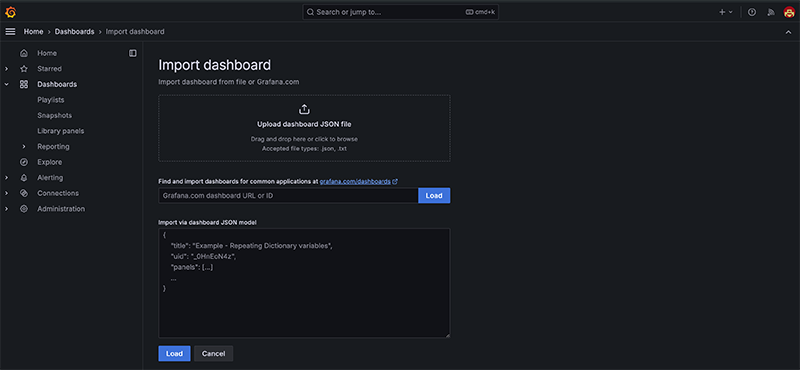 Search or jump to...
cmd+k
Home > Dashboards > Import dashboard
Home
Starred
Dashboards
Playlists
Snapshots
Library panels
Reporting
Explore
Alerting
Connections
Administration
Import dashboard
Import dashboard from file or Grafana.com
Upload dashboard JSON file
Drag and drop here or click to browse
Accepted file types: .json, .txt
Find and import dashboards for common applications at grafana.com/dashboards
Grafana.com dashboard URL or ID
Load
Import via dashboard JSON model
{
"title": "Example - Repeating Dictionary variables",
"uid": "_0HnEoN4z",
"panels": [...]
...
}
Load
Cancel